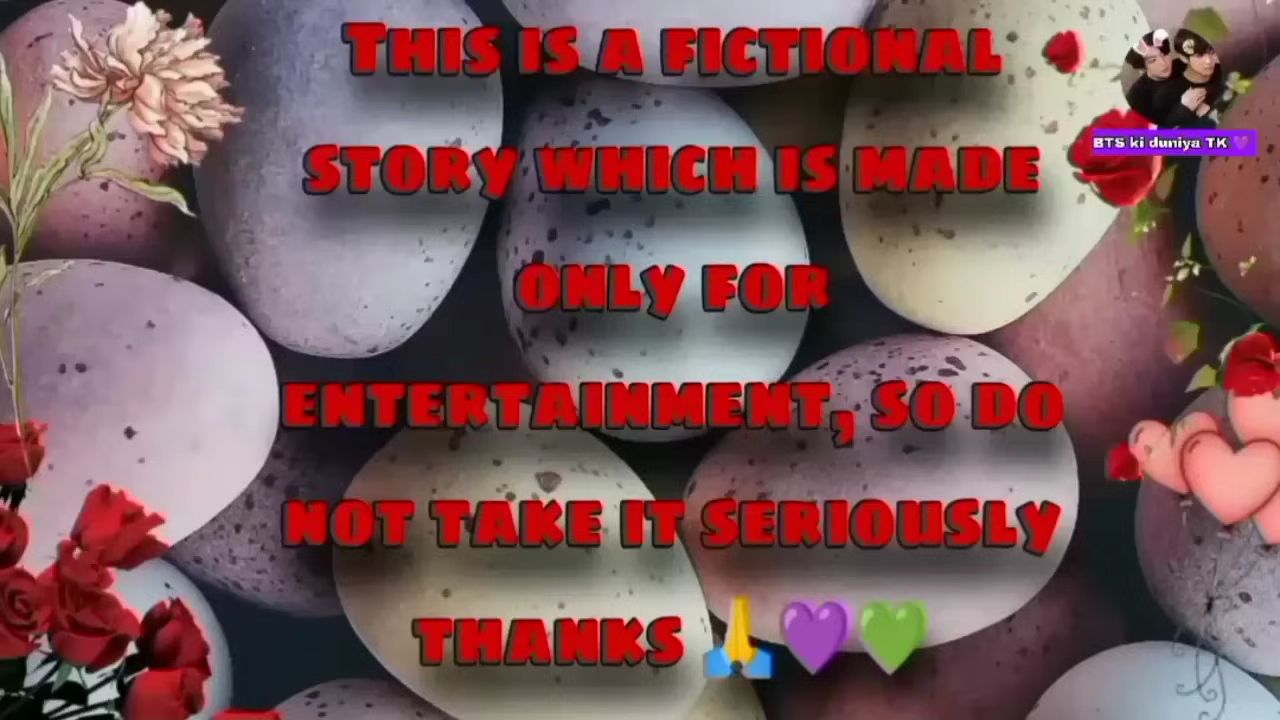 THIS IS A FICTIONAL
STORY WHICH IS MADE
ONLY FOR
ENTERTAINMENT, SO DO
NOT TAKE IT SERIOUSLY
THANKS 🙏💜💚
BTS ki duniya TK 💜